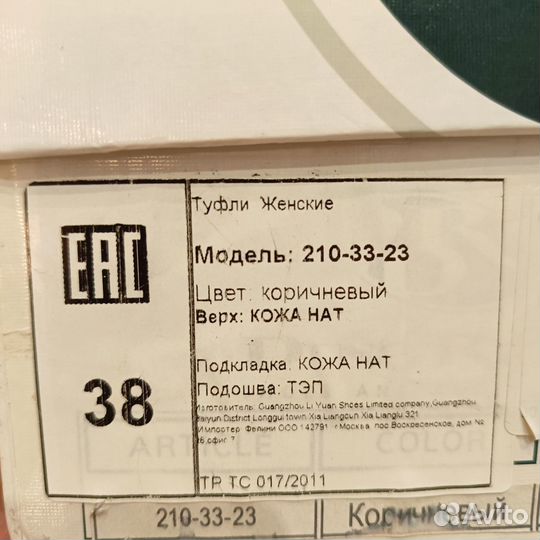 Туфли Женские
EAC
Модель: 210-33-23
Цвет: коричневый
Верх: КОЖА НАТ
38
Подкладка: КОЖА НАТ
Подошва: ТЭП
Изготовитель: Guangzhou Li Yuan Shoes Limited company,Guangzhou
Baiyun District Longgui town Xia Liangcun Xia Lianglu 321
Импортер: Фелини ООО 142791 г.Москва, пос.Воскресенское, дом №
офис 7
ARTICLE
COLOR
TP TC 017/2011
210-33-23
Коричневый
Avito